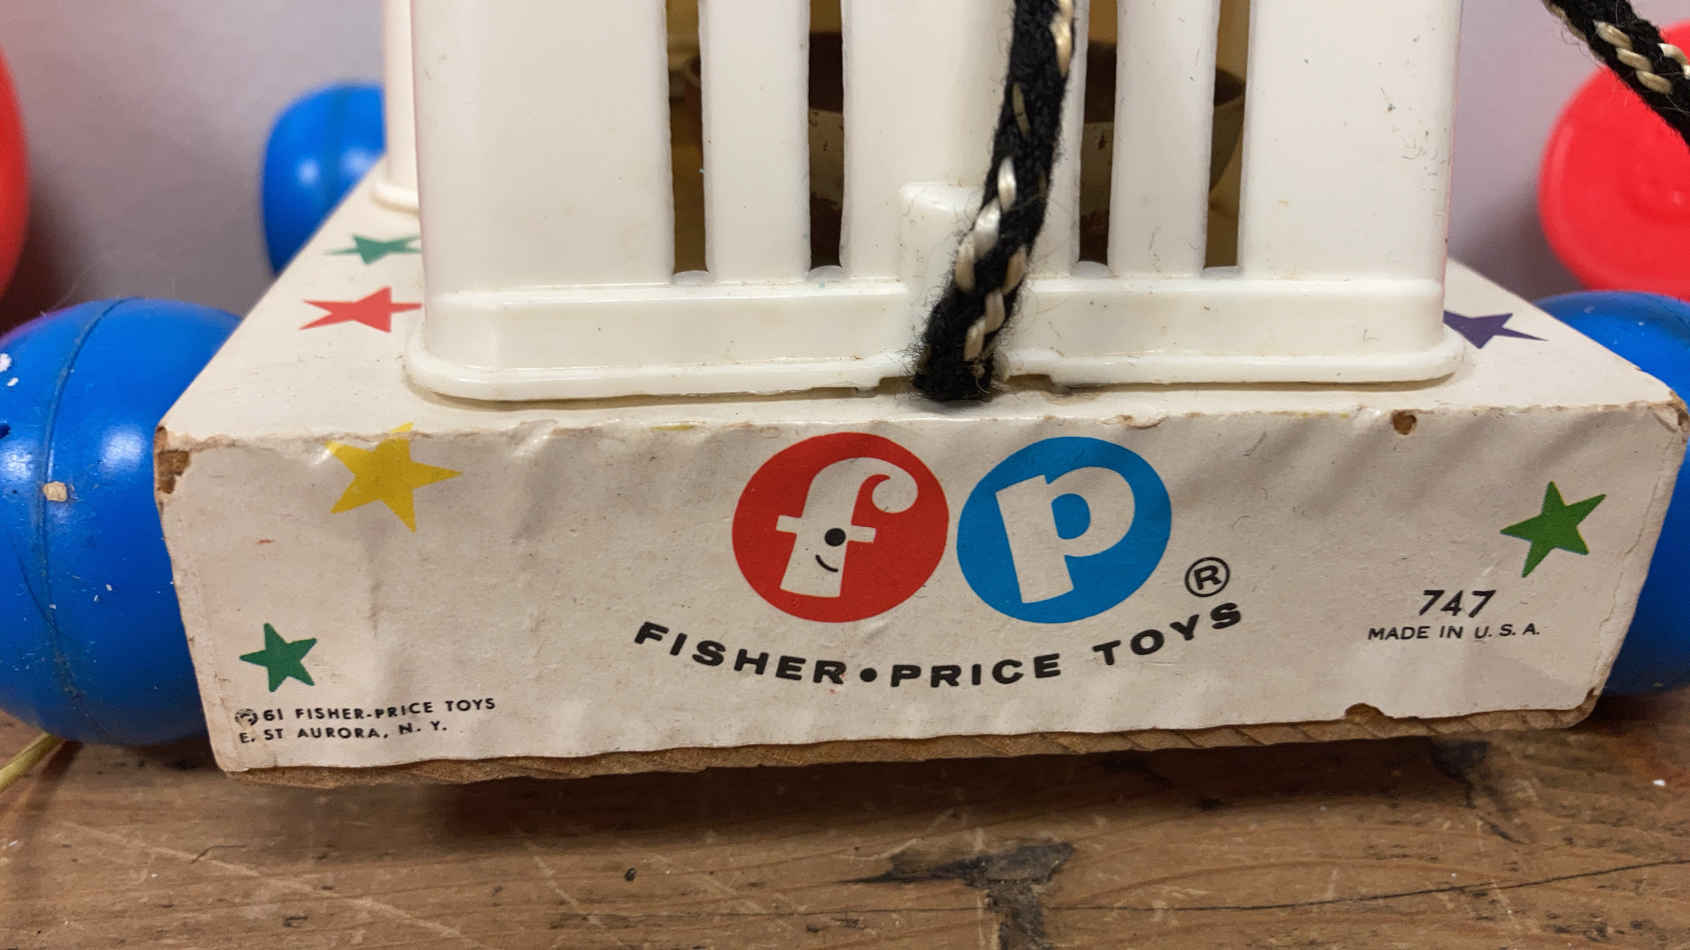 fp
®
FISHER•PRICE TOYS
747
MADE IN U.S.A.
©61 FISHER-PRICE TOYS
E. ST AURORA, N.Y.